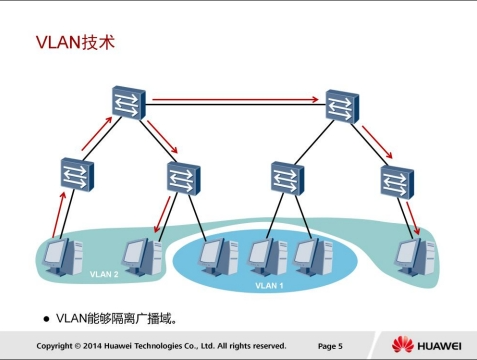 VLAN技术
VLAN 2
VLAN 1
● VLAN能够隔离广播域。
Copyright © 2014 Huawei Technologies Co., Ltd. All rights reserved. Page 5 HUAWEI